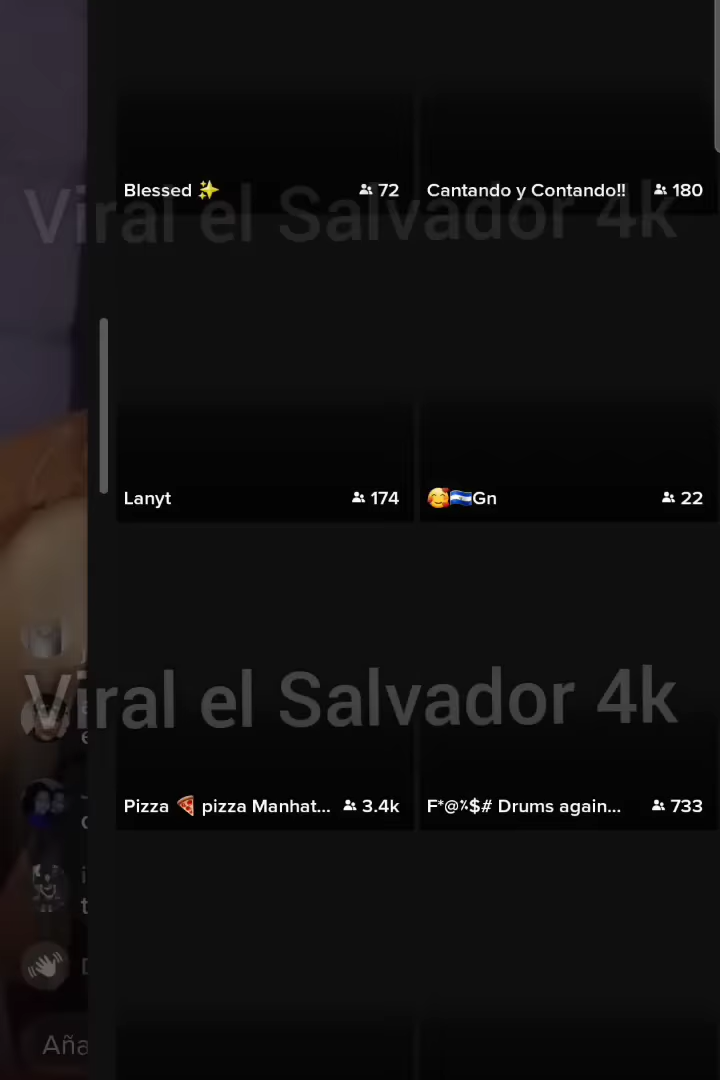 Blessed ✨ 72
Cantando y Contando!! 180
Viral el Salvador 4k
Lanyt 174
🥰🇸🇻Gn 22
Viral el Salvador 4k
Pizza 🍕 pizza Manhat... 3.4k
F*@%$# Drums again... 733
Aña